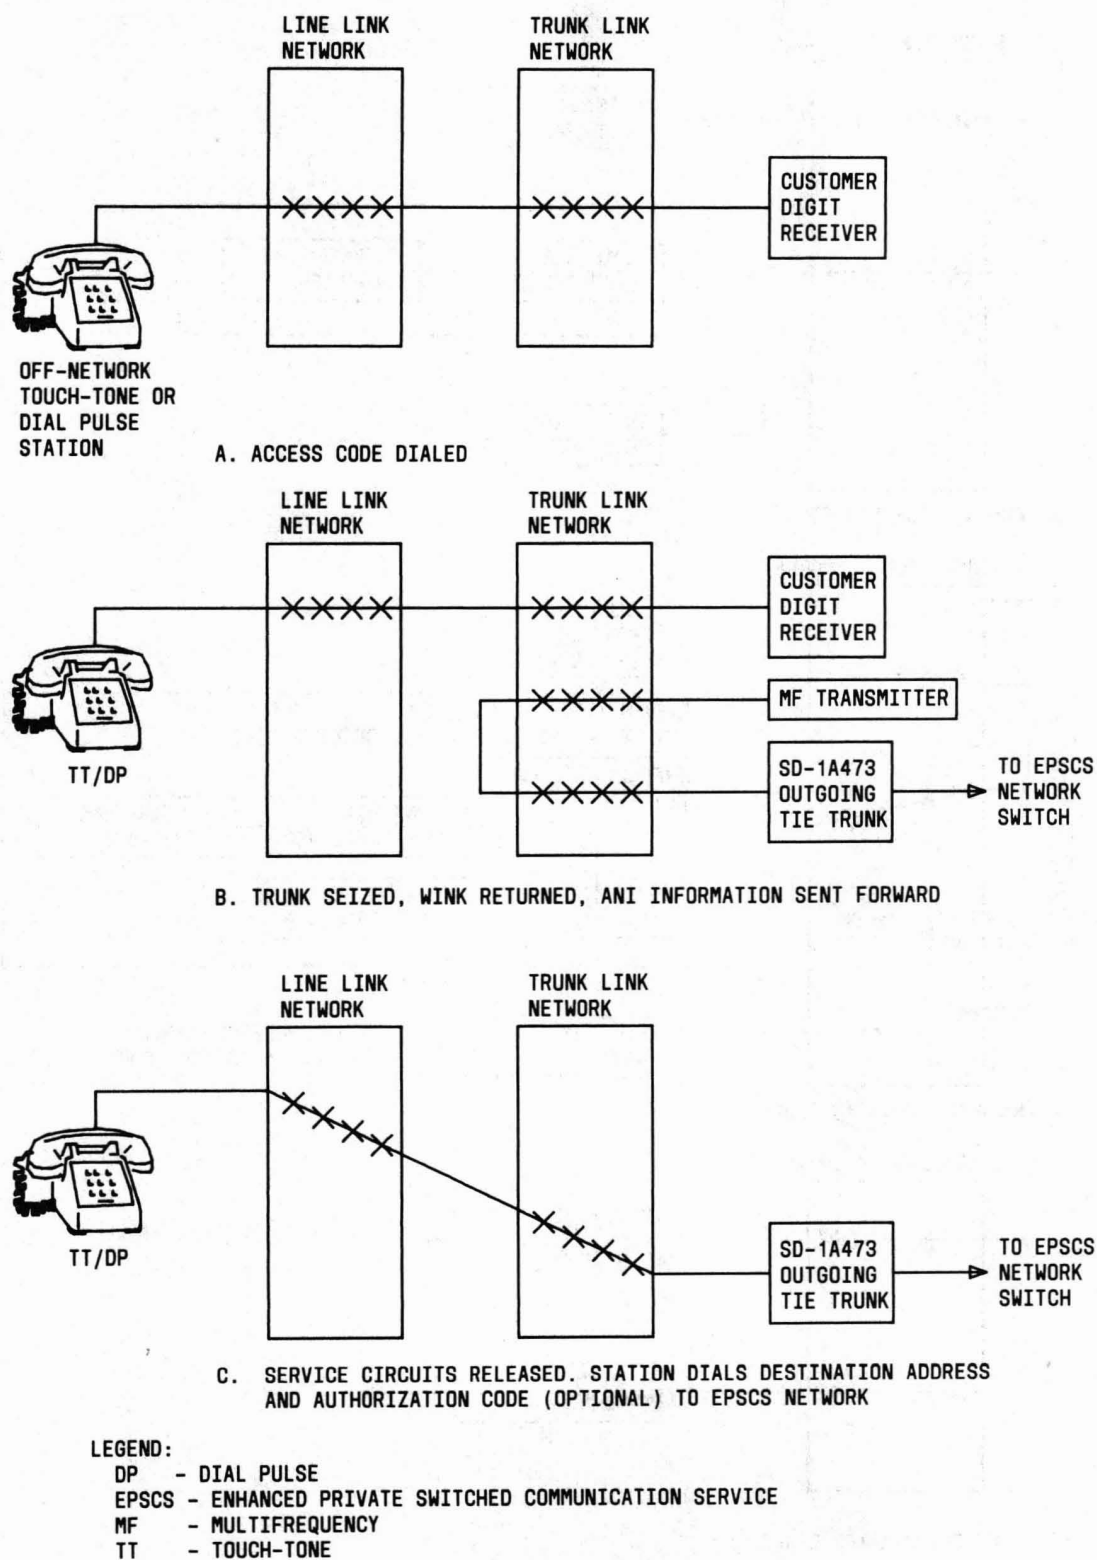 LINE LINK
NETWORK
TRUNK LINK
NETWORK
CUSTOMER
DIGIT
RECEIVER
OFF-NETWORK
TOUCH-TONE OR
DIAL PULSE
STATION
A. ACCESS CODE DIALED
LINE LINK
NETWORK
TRUNK LINK
NETWORK
CUSTOMER
DIGIT
RECEIVER
MF TRANSMITTER
TT/DP
SD-1A473
OUTGOING
TIE TRUNK
TO EPSCS
NETWORK
SWITCH
B. TRUNK SEIZED, WINK RETURNED, ANI INFORMATION SENT FORWARD
LINE LINK
NETWORK
TRUNK LINK
NETWORK
TT/DP
SD-1A473
OUTGOING
TIE TRUNK
TO EPSCS
NETWORK
SWITCH
C. SERVICE CIRCUITS RELEASED. STATION DIALS DESTINATION ADDRESS
AND AUTHORIZATION CODE (OPTIONAL) TO EPSCS NETWORK
LEGEND:
DP - DIAL PULSE
EPSCS - ENHANCED PRIVATE SWITCHED COMMUNICATION SERVICE
MF - MULTIFREQUENCY
TT - TOUCH-TONE